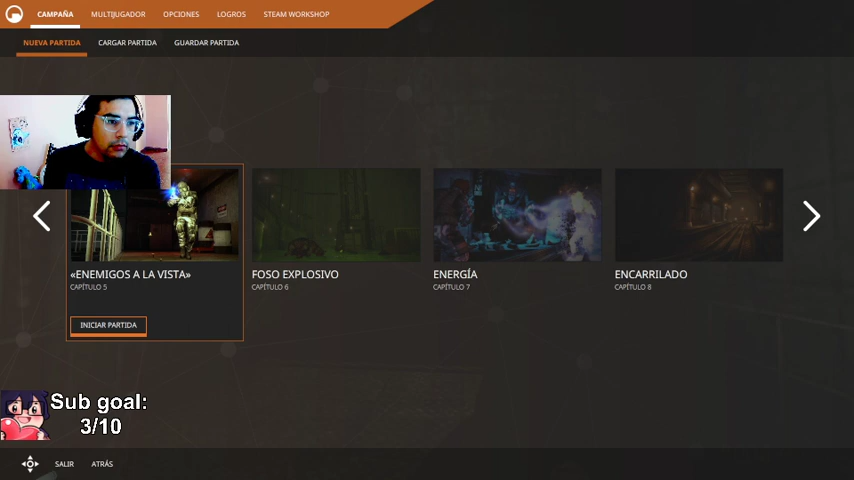 CAMPAÑA MULTIJUGADOR OPCIONES LOGROS STEAM WORKSHOP
NUEVA PARTIDA CARGAR PARTIDA GUARDAR PARTIDA
«ENEMIGOS A LA VISTA» FOSO EXPLOSIVO ENERGÍA ENCARRILADO
CAPÍTULO 5 CAPÍTULO 6 CAPÍTULO 7 CAPÍTULO 8
INICIAR PARTIDA
Sub goal:
3/10
SALIR ATRÁS